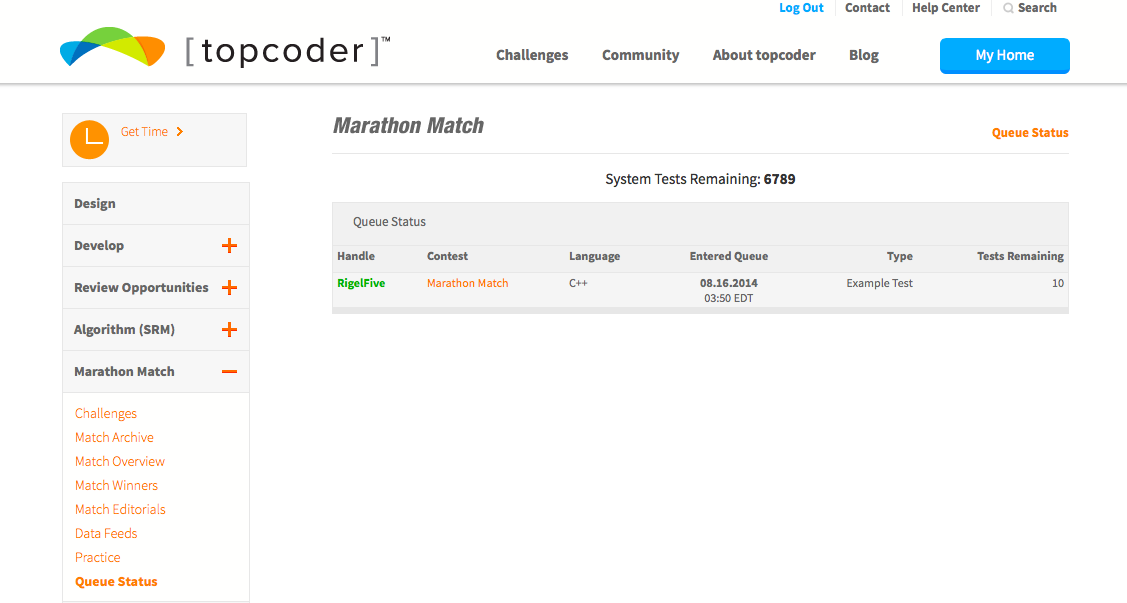 Log Out Contact Help Center Search
[ topcoder ]™
Challenges Community About topcoder Blog My Home
Get Time
Design
Develop
Review Opportunities
Algorithm (SRM)
Marathon Match
Challenges
Match Archive
Match Overview
Match Winners
Match Editorials
Data Feeds
Practice
Queue Status
Marathon Match
Queue Status
System Tests Remaining: 6789
Queue Status
Handle Contest Language Entered Queue Type Tests Remaining
RigelFive Marathon Match C++ 08.16.2014 Example Test 10
03:50 EDT